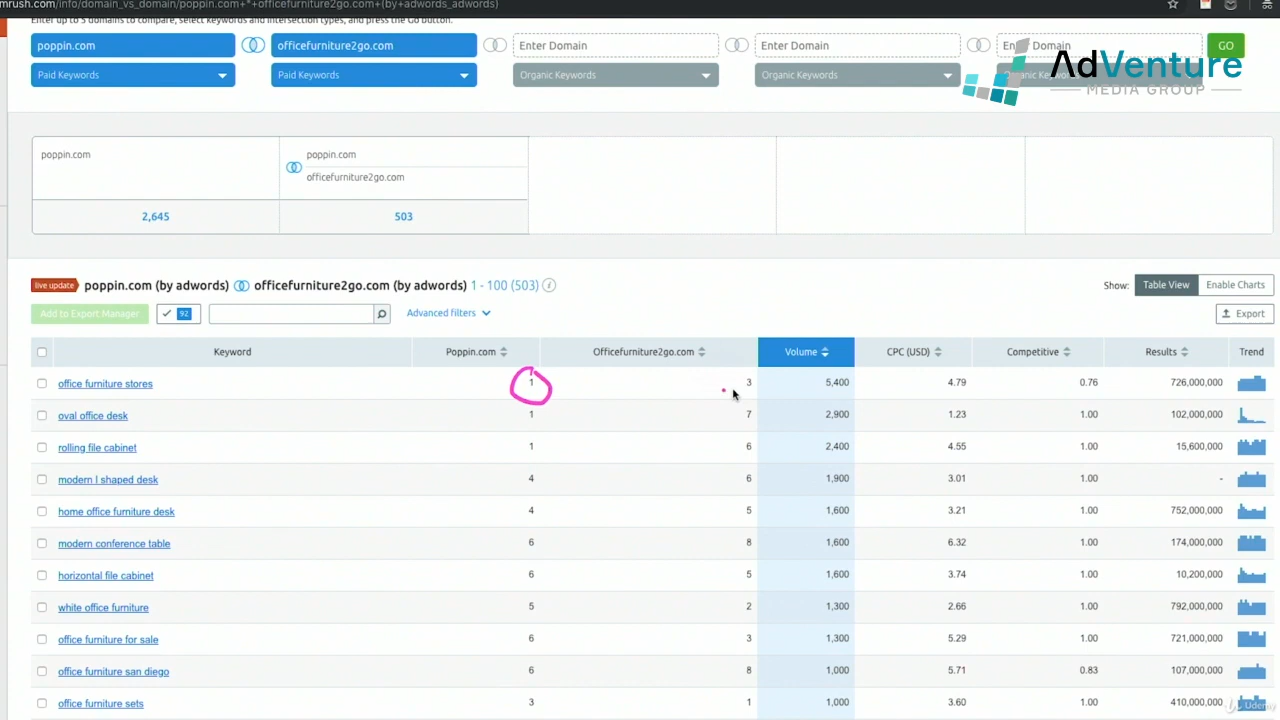 mrush.com/info/domain_vs_domain/poppin.com+*+officefurniture2go.com+(by+adwords_adwords)
Enter up to 5 domains to compare, select keywords and intersection types, and press the Go button.
poppin.com officefurniture2go.com Enter Domain Enter Domain Domain GO
Paid Keywords Paid Keywords Organic Keywords Organic Keywords
AdVenture
MEDIA GROUP
poppin.com poppin.com
officefurniture2go.com
2,645 503
live update poppin.com (by adwords) officefurniture2go.com (by adwords) 1 - 100 (503) i Show: Table View Enable Charts
Add to Export Manager 92 Advanced filters Export
Keyword Poppin.com Officefurniture2go.com Volume CPC (USD) Competitive Results Trend
office furniture stores 1 3 5,400 4.79 0.76 726,000,000
oval office desk 1 7 2,900 1.23 1.00 102,000,000
rolling file cabinet 1 6 2,400 4.55 1.00 15,600,000
modern l shaped desk 4 6 1,900 3.01 1.00 -
home office furniture desk 4 5 1,600 3.21 1.00 752,000,000
modern conference table 6 8 1,600 6.32 1.00 174,000,000
horizontal file cabinet 6 5 1,600 3.74 1.00 10,200,000
white office furniture 5 2 1,300 2.66 1.00 792,000,000
office furniture for sale 6 3 1,300 5.29 1.00 721,000,000
office furniture san diego 6 8 1,000 5.71 0.83 107,000,000
office furniture sets 3 1 1,000 3.60 1.00 410,000,000
Udemy